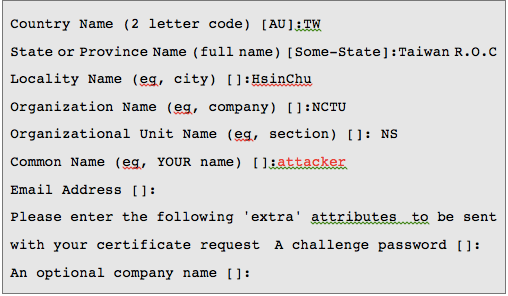 Country Name (2 letter code) [AU]:TW
State or Province Name (full name) [Some-State]:Taiwan R.O.C
Locality Name (eg, city) []:HsinChu
Organization Name (eg, company) []:NCTU
Organizational Unit Name (eg, section) []: NS
Common Name (eg, YOUR name) []:attacker
Email Address []:
Please enter the following 'extra' attributes to be sent
with your certificate request A challenge password []:
An optional company name []: